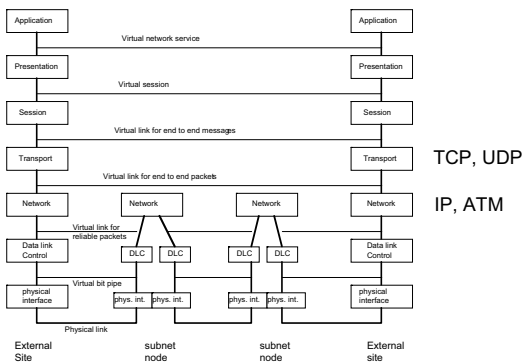 Application Application
Virtual network service
Presentation Presentation
Virtual session
Session Session
Virtual link for end to end messages
Transport Transport TCP, UDP
Virtual link for end to end packets
Network Network Network Network IP, ATM
Virtual link for
reliable packets
Data link Data link
Control DLC DLC DLC DLC Control
Virtual bit pipe
physical physical
interface phys. int. phys. int. phys. int. phys. int. interface
Physical link
External subnet subnet External
Site node node site